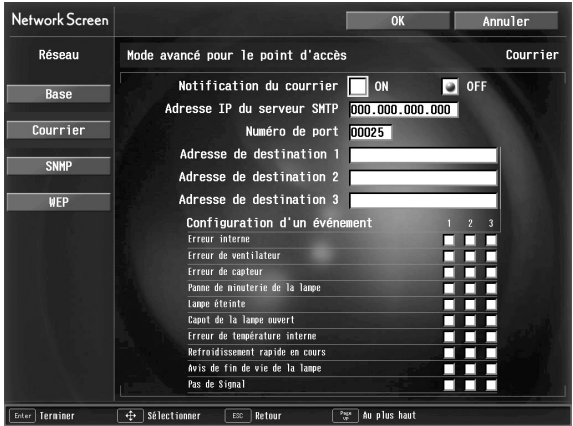 Network Screen
OK
Annuler
Réseau
Mode avancé pour le point d'accès
Courrier
Base
Courrier
SNMP
WEP
Notification du courrier ON OFF
Adresse IP du serveur SMTP 000.000.000.000
Numéro de port 00025
Adresse de destination 1
Adresse de destination 2
Adresse de destination 3
Configuration d'un événement 1 2 3
Erreur interne
Erreur de ventilateur
Erreur de capteur
Panne de minuterie de la lampe
Lampe éteinte
Capot de la lampe ouvert
Erreur de température interne
Refroidissement rapide en cours
Avis de fin de vie de la lampe
Pas de Signal
Enter Terminer
Sélectionner
ESC Retour
Page up Au plus haut